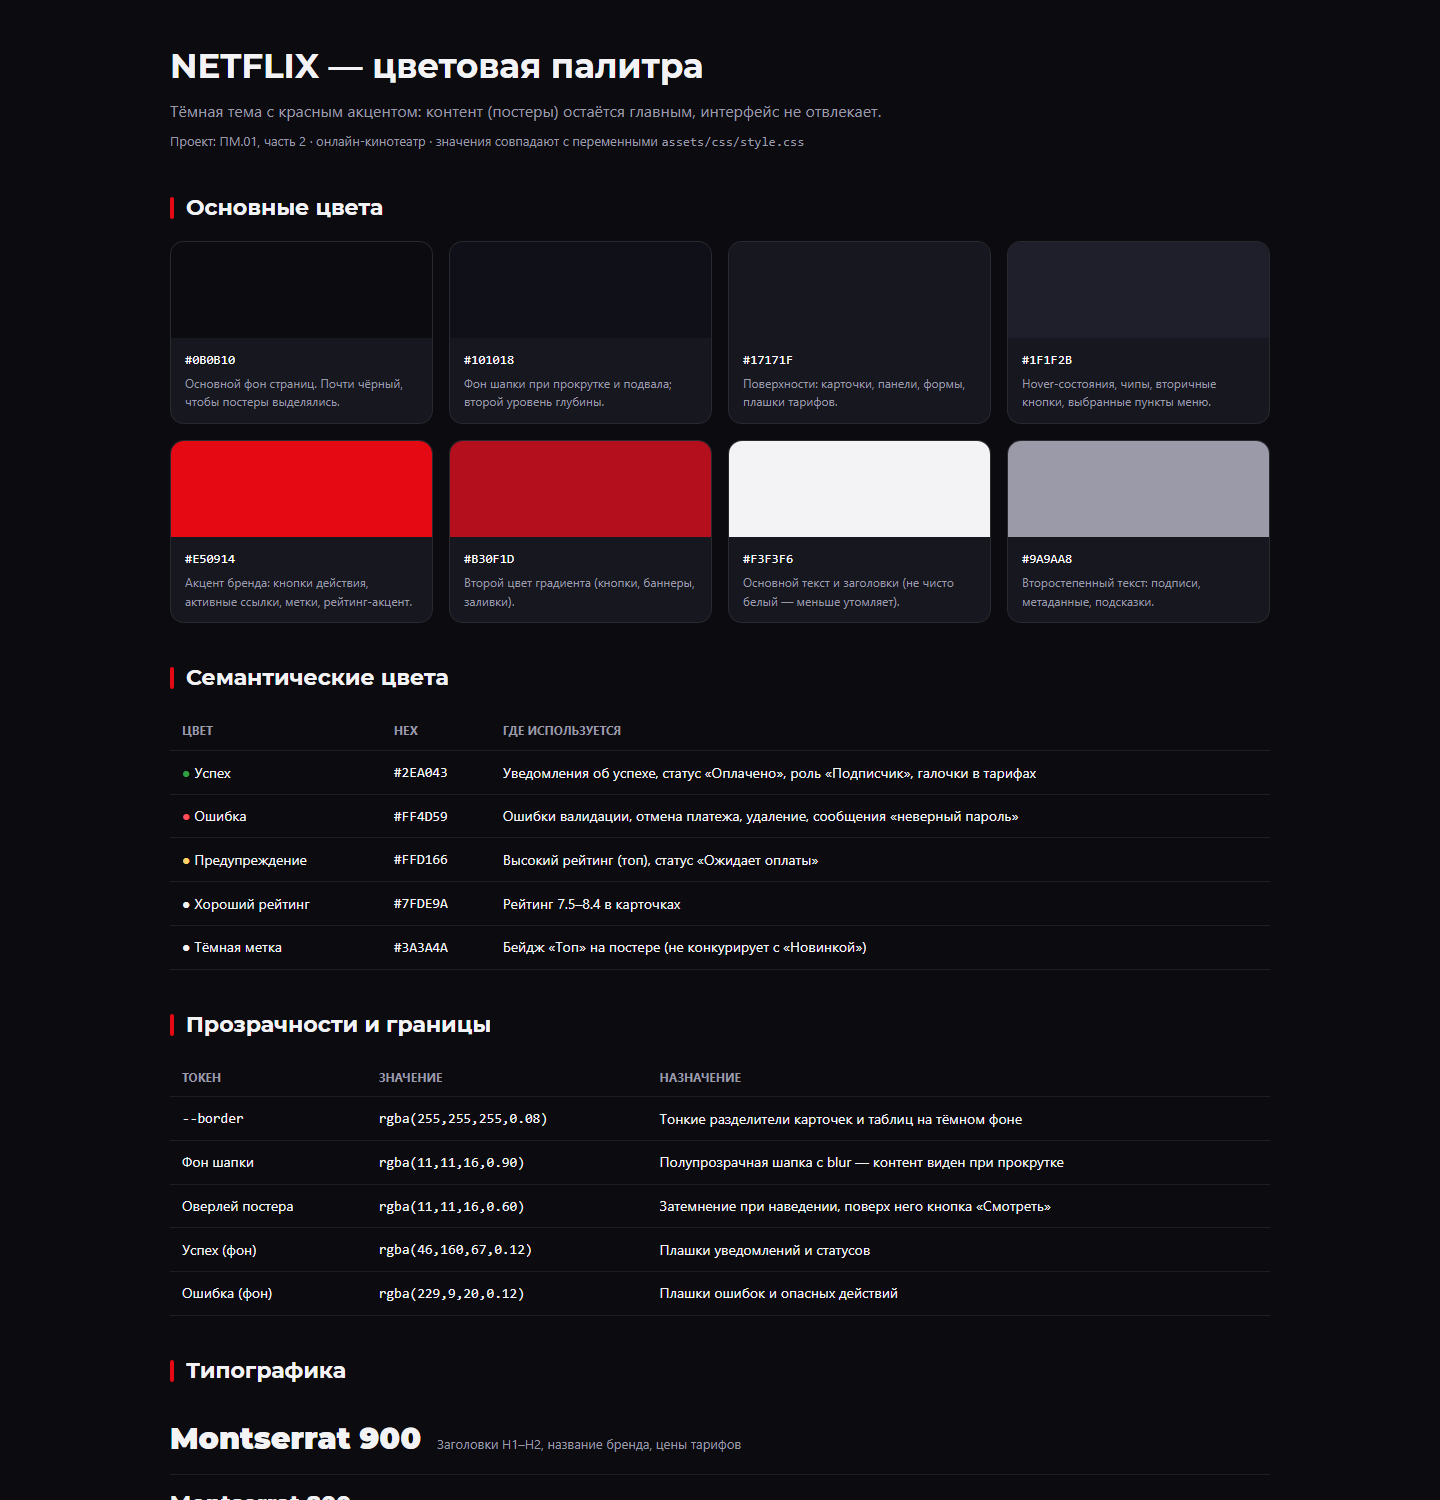 NETFLIX — цветовая палитра
Тёмная тема с красным акцентом: контент (постеры) остаётся главным, интерфейс не отвлекает.
Проект: ПМ.01, часть 2 · онлайн-кинотеатр · значения совпадают с переменными assets/css/style.css
Основные цвета
#0B0B10
Основной фон страниц. Почти чёрный,
чтобы постеры выделялись.
#101018
Фон шапки при прокрутке и подвала;
второй уровень глубины.
#17171F
Поверхности: карточки, панели, формы,
плашки тарифов.
#1F1F2B
Hover-состояния, чипы, вторичные
кнопки, выбранные пункты меню.
#E50914
Акцент бренда: кнопки действия,
активные ссылки, метки, рейтинг-акцент.
#B30F1D
Второй цвет градиента (кнопки, баннеры,
заливки).
#F3F3F6
Основной текст и заголовки (не чисто
белый — меньше утомляет).
#9A9AA8
Второстепенный текст: подписи,
метаданные, подсказки.
Семантические цвета
ЦВЕТ HEX ГДЕ ИСПОЛЬЗУЕТСЯ
● Успех #2EA043 Уведомления об успехе, статус «Оплачено», роль «Подписчик», галочки в тарифах
● Ошибка #FF4D59 Ошибки валидации, отмена платежа, удаление, сообщения «неверный пароль»
● Предупреждение #FFD166 Высокий рейтинг (топ), статус «Ожидает оплаты»
● Хороший рейтинг #7FDE9A Рейтинг 7.5–8.4 в карточках
● Тёмная метка #3A3A4A Бейдж «Топ» на постере (не конкурирует с «Новинкой»)
Прозрачности и границы
ТОКЕН ЗНАЧЕНИЕ НАЗНАЧЕНИЕ
--border rgba(255,255,255,0.08) Тонкие разделители карточек и таблиц на тёмном фоне
Фон шапки rgba(11,11,16,0.90) Полупрозрачная шапка с blur — контент виден при прокрутке
Оверлей постера rgba(11,11,16,0.60) Затемнение при наведении, поверх него кнопка «Смотреть»
Успех (фон) rgba(46,160,67,0.12) Плашки уведомлений и статусов
Ошибка (фон) rgba(229,9,20,0.12) Плашки ошибок и опасных действий
Типографика
Montserrat 900 Заголовки H1–H2, название бренда, цены тарифов